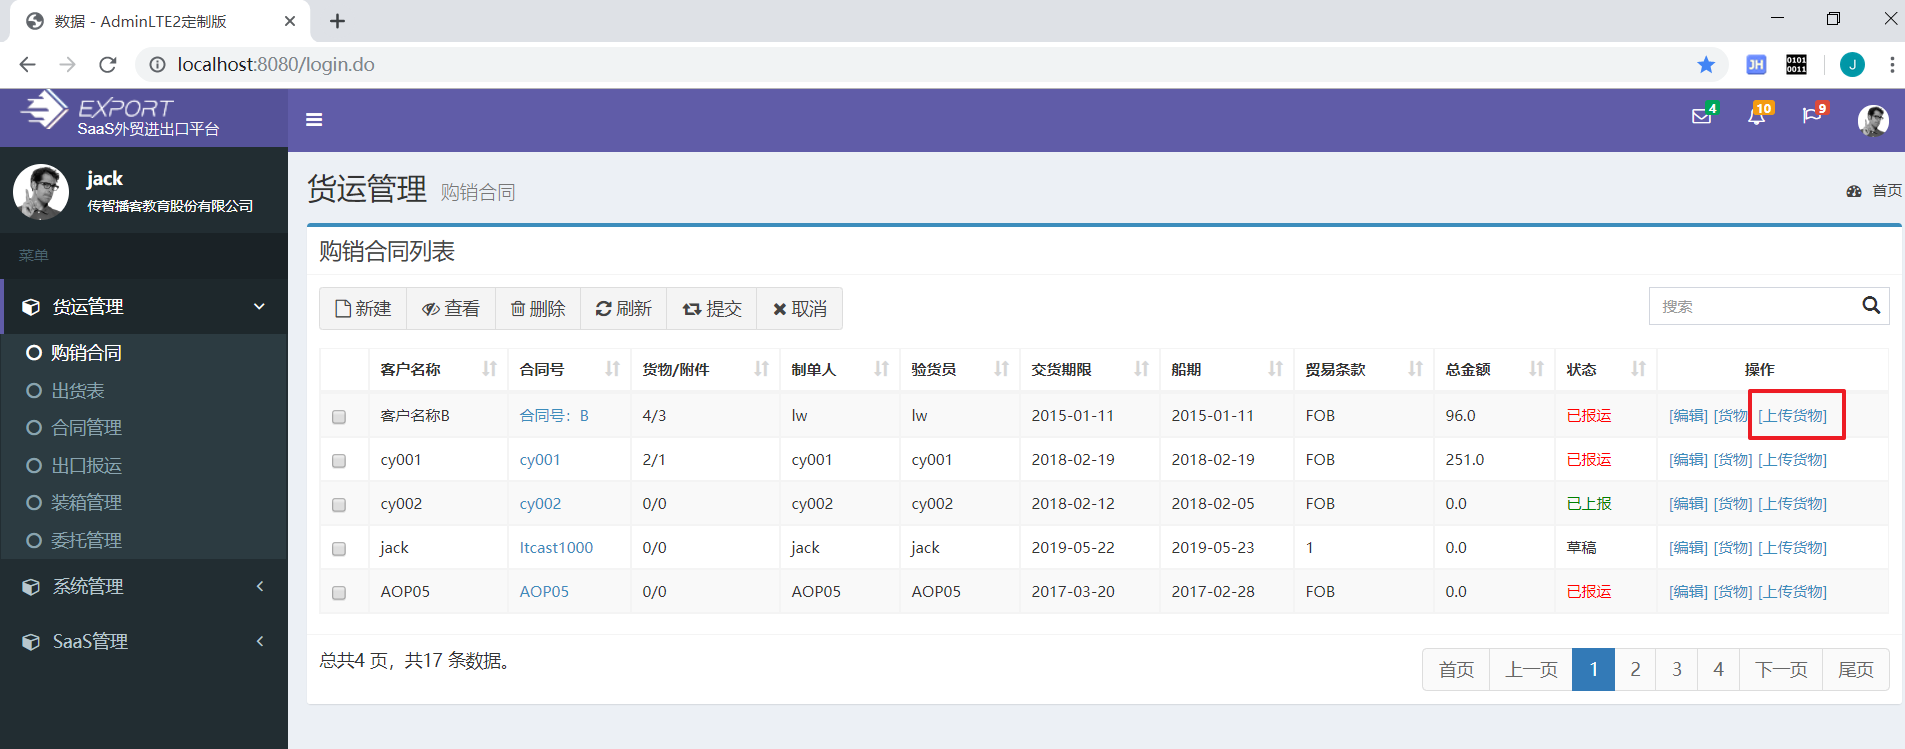 数据 - AdminLTE2定制版
localhost:8080/login.do
JH
0101
0011
J
EXPORT
SaaS外贸进出口平台
4
10
9
jack
传智播客教育股份有限公司
菜单
货运管理
购销合同
出货表
合同管理
出口报运
装箱管理
委托管理
系统管理
SaaS管理
货运管理 购销合同
首页
购销合同列表
新建 查看 删除 刷新 提交 取消
搜索
客户名称 合同号 货物/附件 制单人 验货员 交货期限 船期 贸易条款 总金额 状态 操作
客户名称B 合同号：B 4/3 lw lw 2015-01-11 2015-01-11 FOB 96.0 已报运 [编辑] [货物] [上传货物]
cy001 cy001 2/1 cy001 cy001 2018-02-19 2018-02-19 FOB 251.0 已报运 [编辑] [货物] [上传货物]
cy002 cy002 0/0 cy002 cy002 2018-02-12 2018-02-05 FOB 0.0 已上报 [编辑] [货物] [上传货物]
jack Itcast1000 0/0 jack jack 2019-05-22 2019-05-23 1 0.0 草稿 [编辑] [货物] [上传货物]
AOP05 AOP05 0/0 AOP05 AOP05 2017-03-20 2017-02-28 FOB 0.0 已报运 [编辑] [货物] [上传货物]
总共4 页，共17 条数据。
首页 上一页 1 2 3 4 下一页 尾页